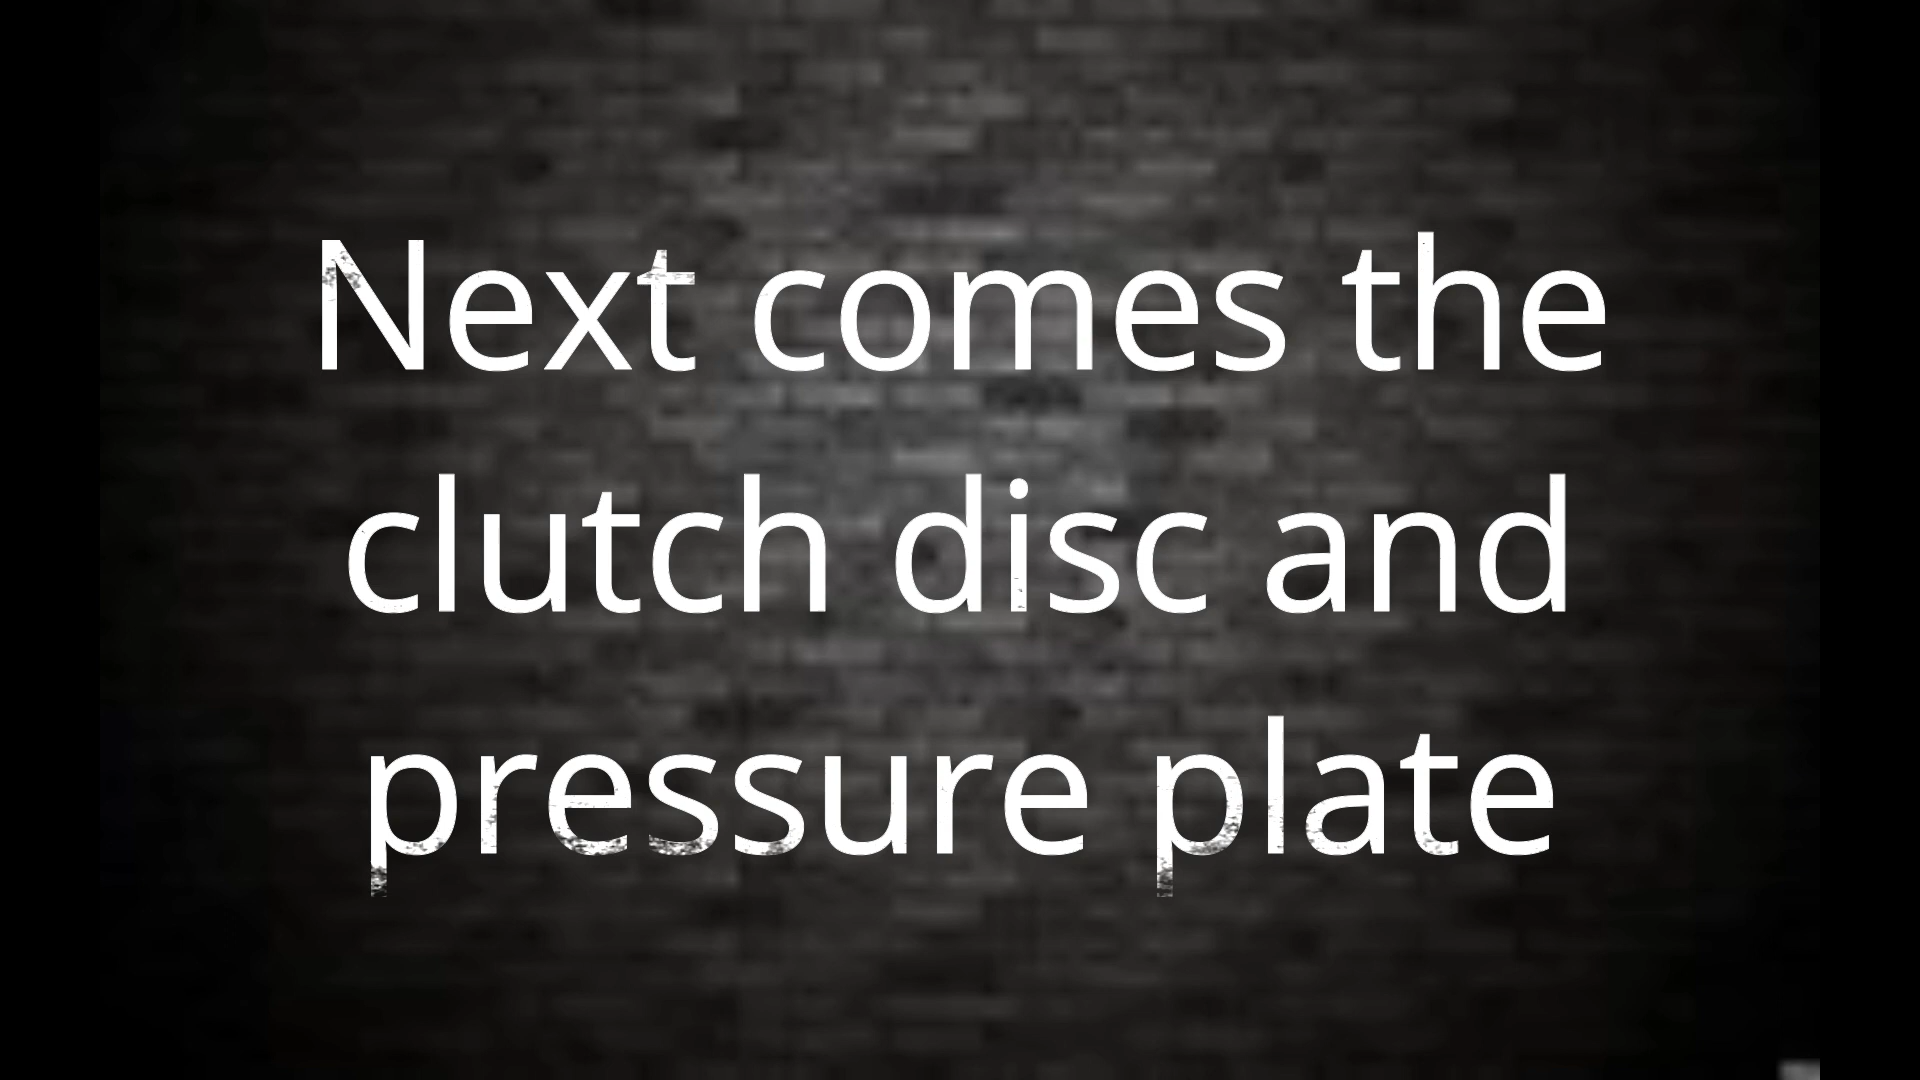 Next comes the
clutch disc and
pressure plate